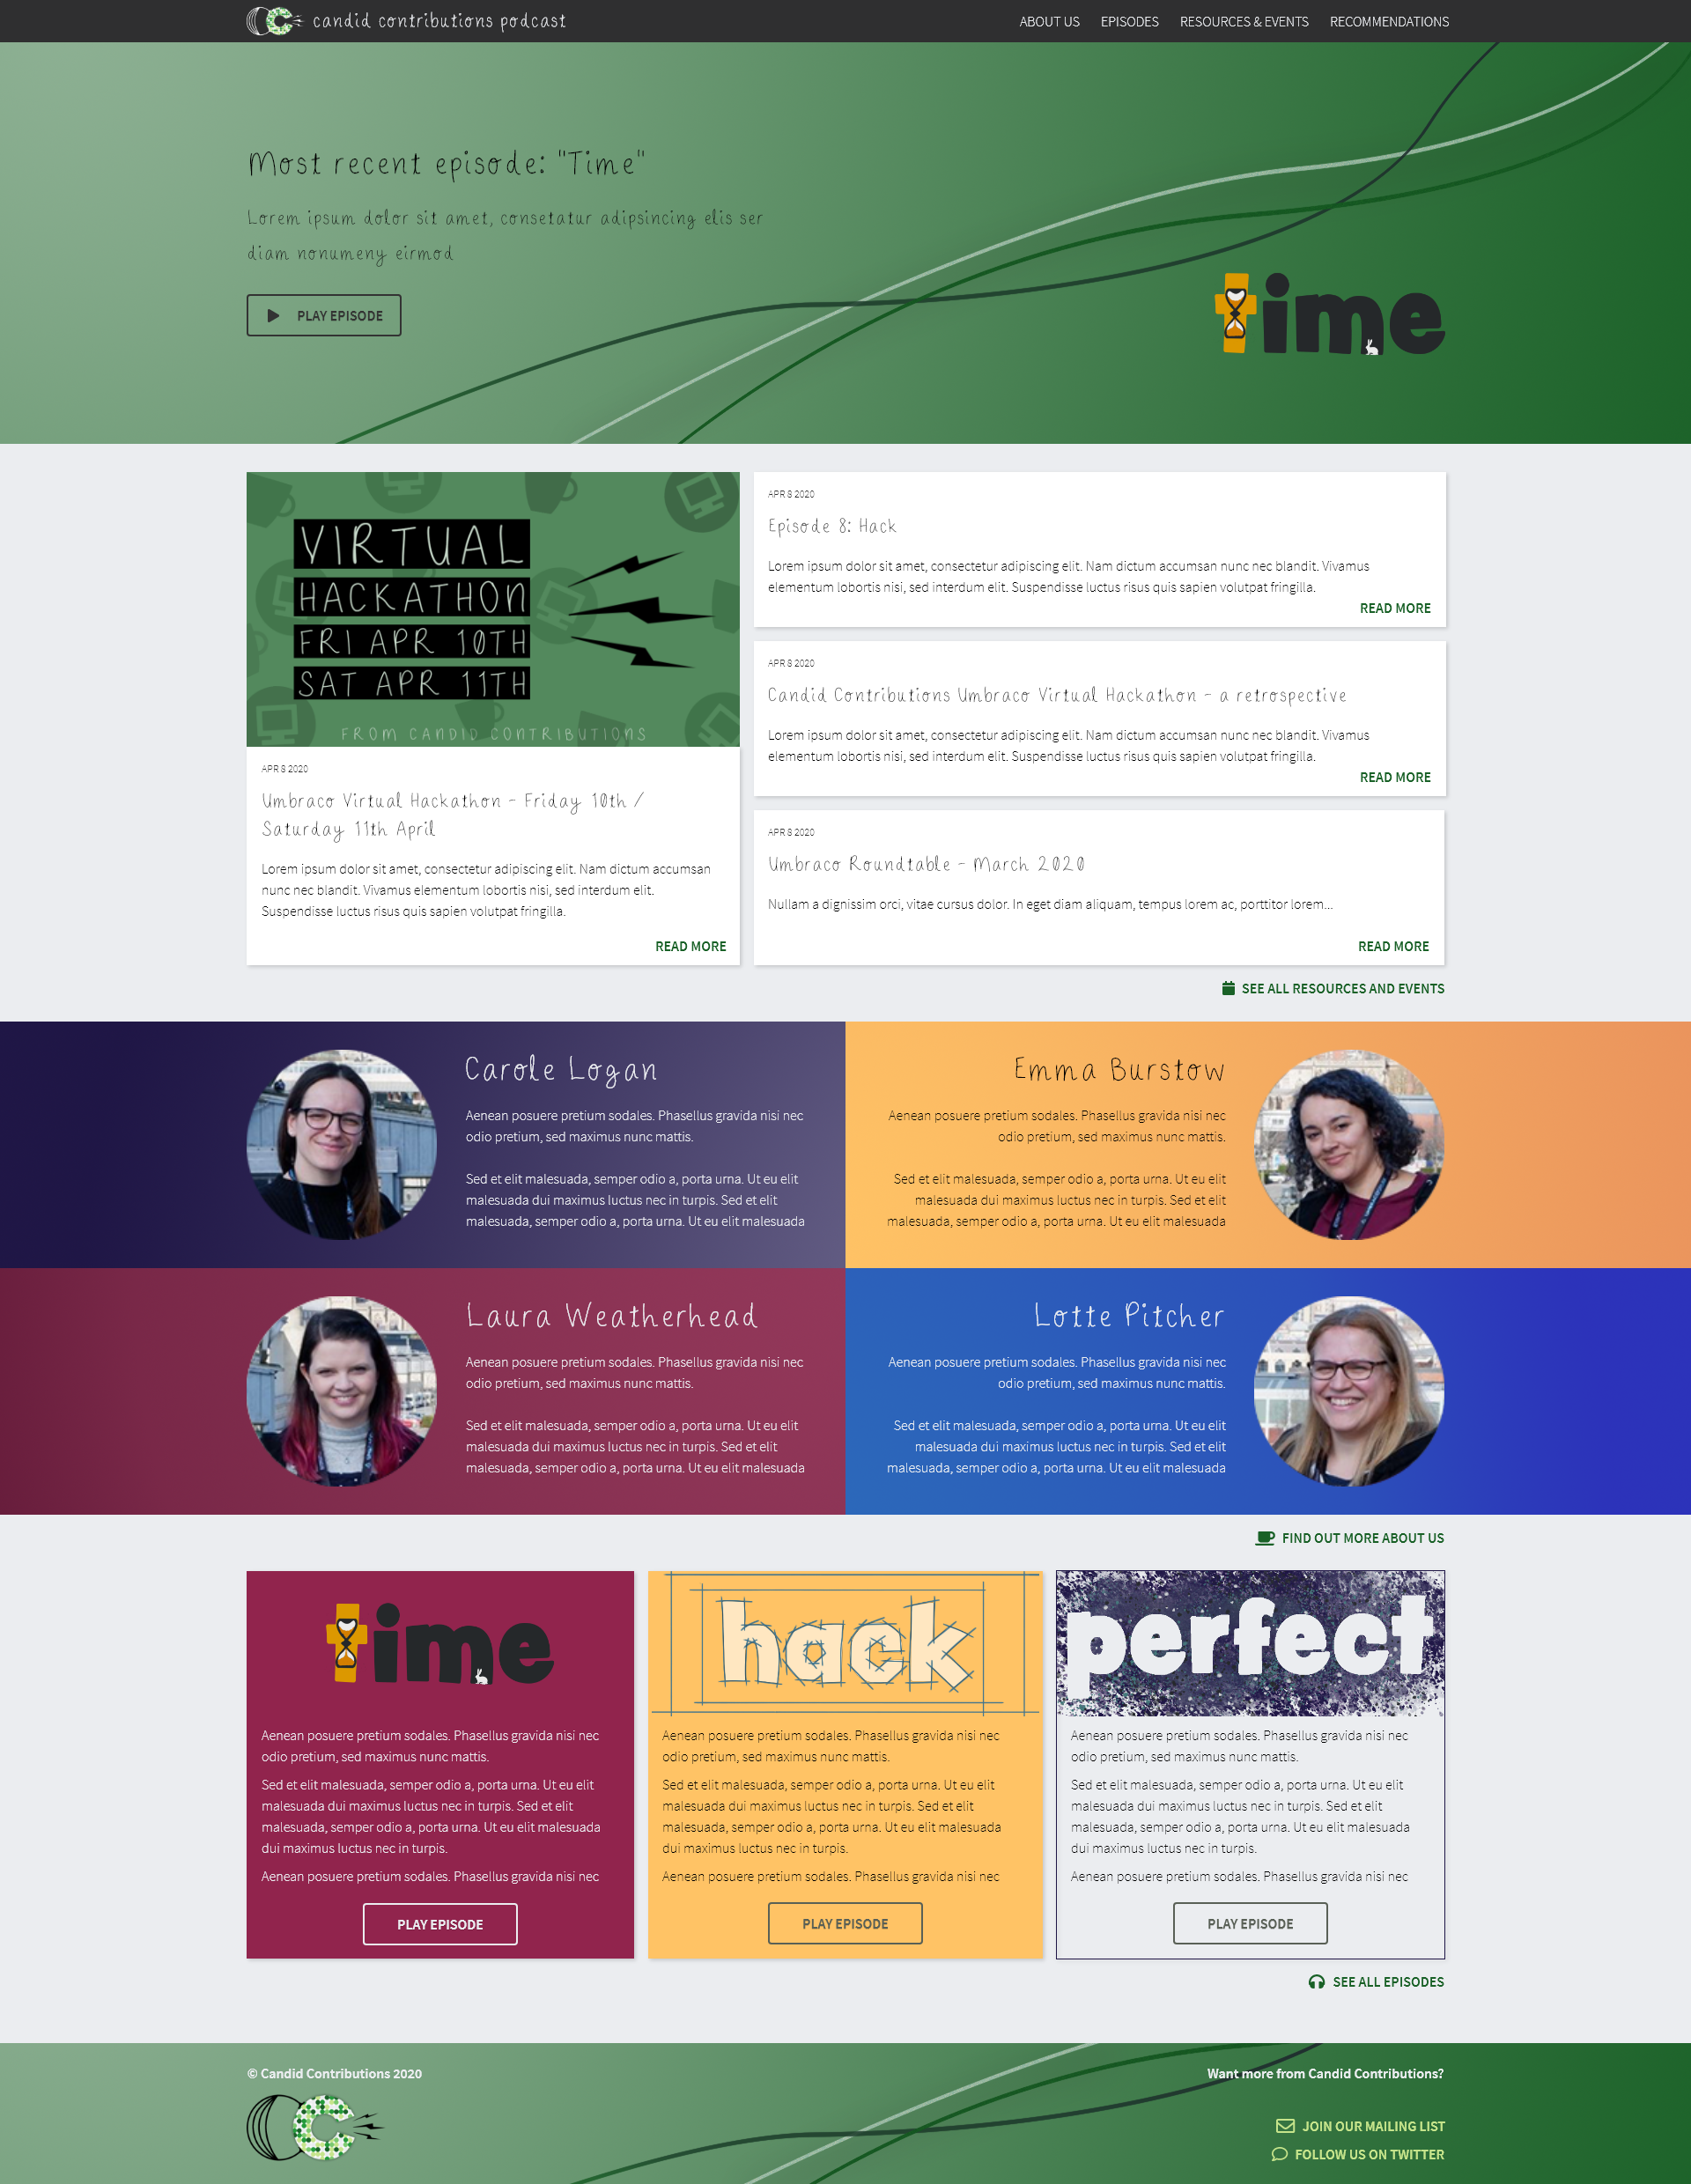 candid contributions podcast
ABOUT US EPISODES RESOURCES & EVENTS RECOMMENDATIONS
Most recent episode: "Time"
Lorem ipsum dolor sit amet, consetatur adipsincing elis ser
diam nonumeny eirmod
PLAY EPISODE
time
VIRTUAL
HACKATHON
FRI APR 10TH
SAT APR 11TH
FROM CANDID CONTRIBUTIONS
APR 8 2020
Umbraco Virtual Hackathon - Friday 10th /
Saturday 11th April
Lorem ipsum dolor sit amet, consectetur adipiscing elit. Nam dictum accumsan
nunc nec blandit. Vivamus elementum lobortis nisi, sed interdum elit.
Suspendisse luctus risus quis sapien volutpat fringilla.
READ MORE
APR 8 2020
Episode 8: Hack
Lorem ipsum dolor sit amet, consectetur adipiscing elit. Nam dictum accumsan nunc nec blandit. Vivamus
elementum lobortis nisi, sed interdum elit. Suspendisse luctus risus quis sapien volutpat fringilla.
READ MORE
APR 8 2020
Candid Contributions Umbraco Virtual Hackathon - a retrospective
Lorem ipsum dolor sit amet, consectetur adipiscing elit. Nam dictum accumsan nunc nec blandit. Vivamus
elementum lobortis nisi, sed interdum elit. Suspendisse luctus risus quis sapien volutpat fringilla.
READ MORE
APR 8 2020
Umbraco Roundtable - March 2020
Nullam a dignissim orci, vitae cursus dolor. In eget diam aliquam, tempus lorem ac, porttitor lorem...
READ MORE
SEE ALL RESOURCES AND EVENTS
Carole Logan
Aenean posuere pretium sodales. Phasellus gravida nisi nec
odio pretium, sed maximus nunc mattis.
Sed et elit malesuada, semper odio a, porta urna. Ut eu elit
malesuada dui maximus luctus nec in turpis. Sed et elit
malesuada, semper odio a, porta urna. Ut eu elit malesuada
Emma Burstow
Aenean posuere pretium sodales. Phasellus gravida nisi nec
odio pretium, sed maximus nunc mattis.
Sed et elit malesuada, semper odio a, porta urna. Ut eu elit
malesuada dui maximus luctus nec in turpis. Sed et elit
malesuada, semper odio a, porta urna. Ut eu elit malesuada
Laura Weatherhead
Aenean posuere pretium sodales. Phasellus gravida nisi nec
odio pretium, sed maximus nunc mattis.
Sed et elit malesuada, semper odio a, porta urna. Ut eu elit
malesuada dui maximus luctus nec in turpis. Sed et elit
malesuada, semper odio a, porta urna. Ut eu elit malesuada
Lotte Pitcher
Aenean posuere pretium sodales. Phasellus gravida nisi nec
odio pretium, sed maximus nunc mattis.
Sed et elit malesuada, semper odio a, porta urna. Ut eu elit
malesuada dui maximus luctus nec in turpis. Sed et elit
malesuada, semper odio a, porta urna. Ut eu elit malesuada
FIND OUT MORE ABOUT US
time
Aenean posuere pretium sodales. Phasellus gravida nisi nec
odio pretium, sed maximus nunc mattis.
Sed et elit malesuada, semper odio a, porta urna. Ut eu elit
malesuada dui maximus luctus nec in turpis. Sed et elit
malesuada, semper odio a, porta urna. Ut eu elit malesuada
dui maximus luctus nec in turpis.
Aenean posuere pretium sodales. Phasellus gravida nisi nec
PLAY EPISODE
hack
Aenean posuere pretium sodales. Phasellus gravida nisi nec
odio pretium, sed maximus nunc mattis.
Sed et elit malesuada, semper odio a, porta urna. Ut eu elit
malesuada dui maximus luctus nec in turpis. Sed et elit
malesuada, semper odio a, porta urna. Ut eu elit malesuada
dui maximus luctus nec in turpis.
Aenean posuere pretium sodales. Phasellus gravida nisi nec
PLAY EPISODE
perfect
Aenean posuere pretium sodales. Phasellus gravida nisi nec
odio pretium, sed maximus nunc mattis.
Sed et elit malesuada, semper odio a, porta urna. Ut eu elit
malesuada dui maximus luctus nec in turpis. Sed et elit
malesuada, semper odio a, porta urna. Ut eu elit malesuada
dui maximus luctus nec in turpis.
Aenean posuere pretium sodales. Phasellus gravida nisi nec
PLAY EPISODE
SEE ALL EPISODES
© Candid Contributions 2020
Want more from Candid Contributions?
JOIN OUR MAILING LIST
FOLLOW US ON TWITTER